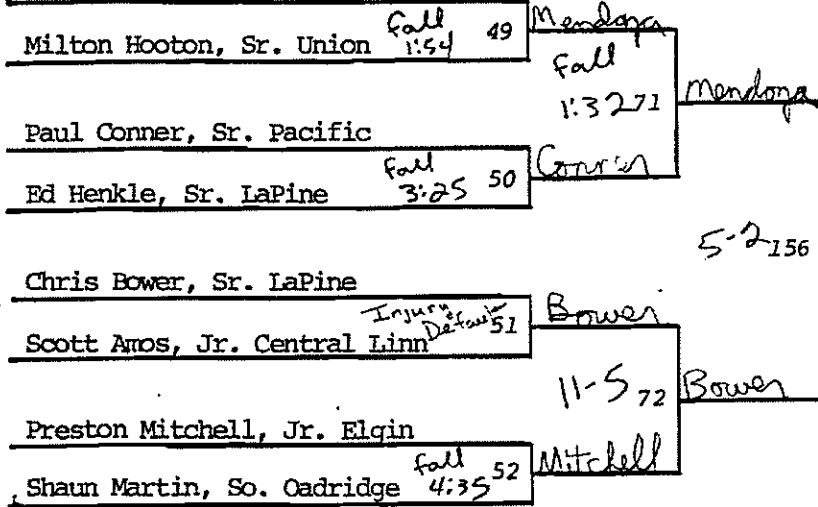 Mendoza
Milton Hooton, Sr. Union fall 1:54 49
fall
1:32 71 Mendoza
Paul Conner, Sr. Pacific
Conner
Ed Henkle, Sr. LaPine fall 3:25 50
5-2 156
Chris Bower, Sr. LaPine
Injury Default 51 Bower
Scott Amos, Jr. Central Linn
11-5 72 Bower
Preston Mitchell, Jr. Elgin
Mitchell
Shaun Martin, So. Oadridge fall 4:35 52